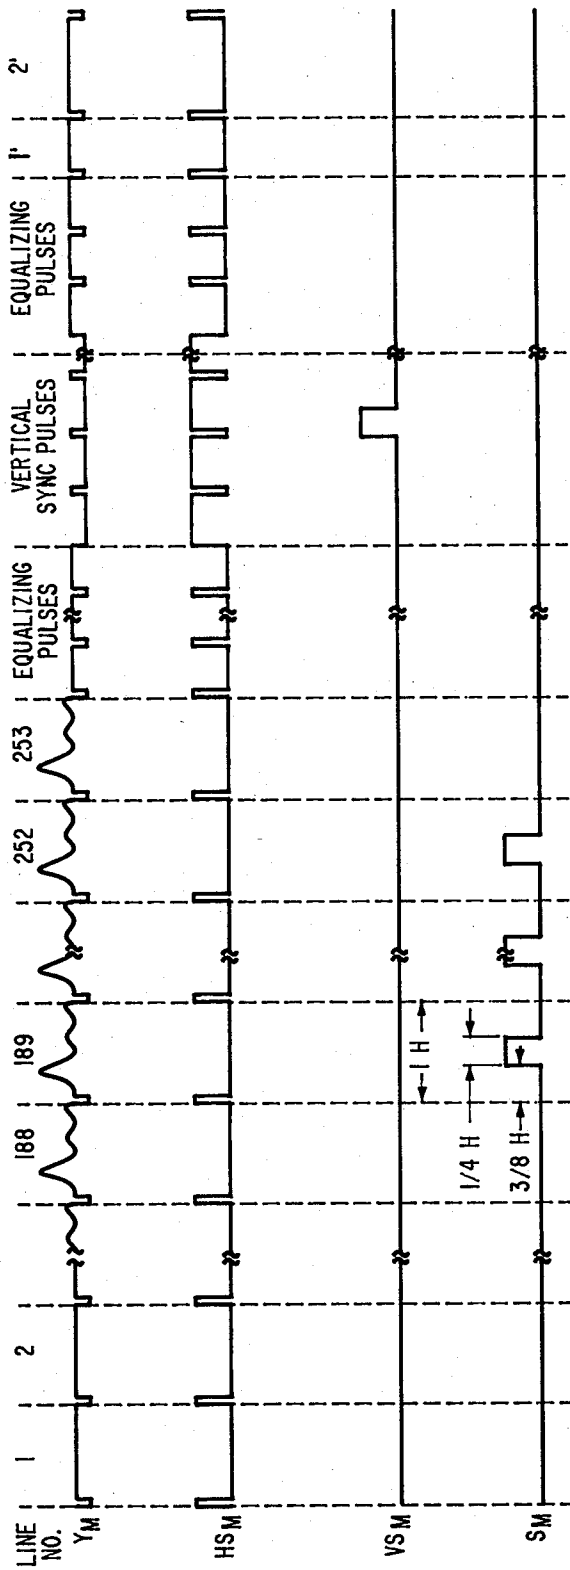 LINE NO. 1 2 188 189 252 253 EQUALIZING PULSES VERTICAL SYNC PULSES EQUALIZING PULSES 1' 2'
YM
HSM
VSM
1 H
1/4 H
3/8 H
SM